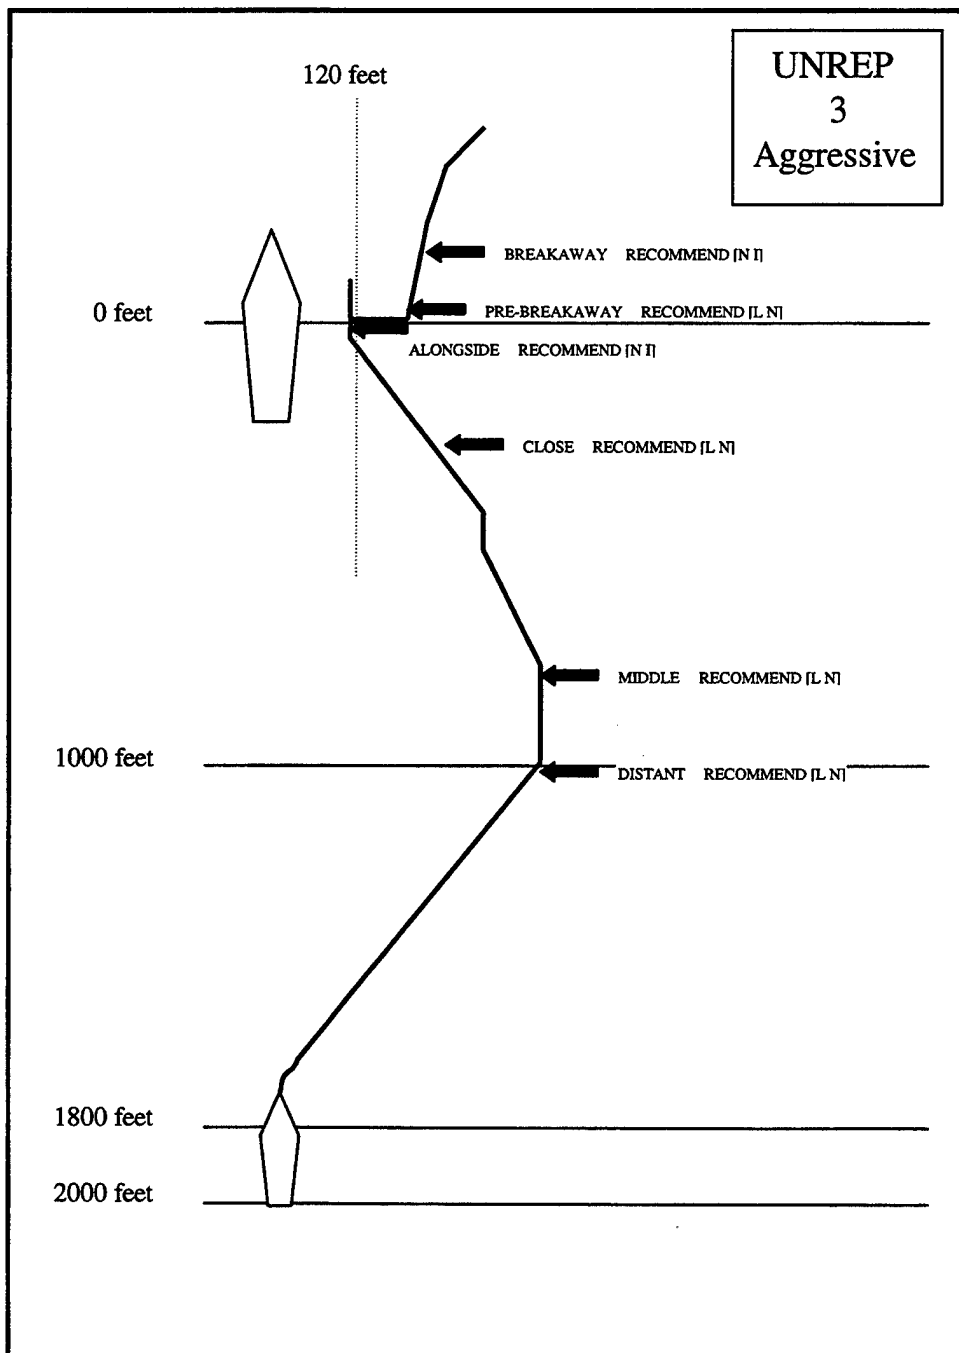 120 feet
UNREP
3
Aggressive
BREAKAWAY RECOMMEND [N I]
0 feet
PRE-BREAKAWAY RECOMMEND [L N]
ALONGSIDE RECOMMEND [N I]
CLOSE RECOMMEND [L N]
MIDDLE RECOMMEND [L N]
1000 feet
DISTANT RECOMMEND [L N]
1800 feet
2000 feet